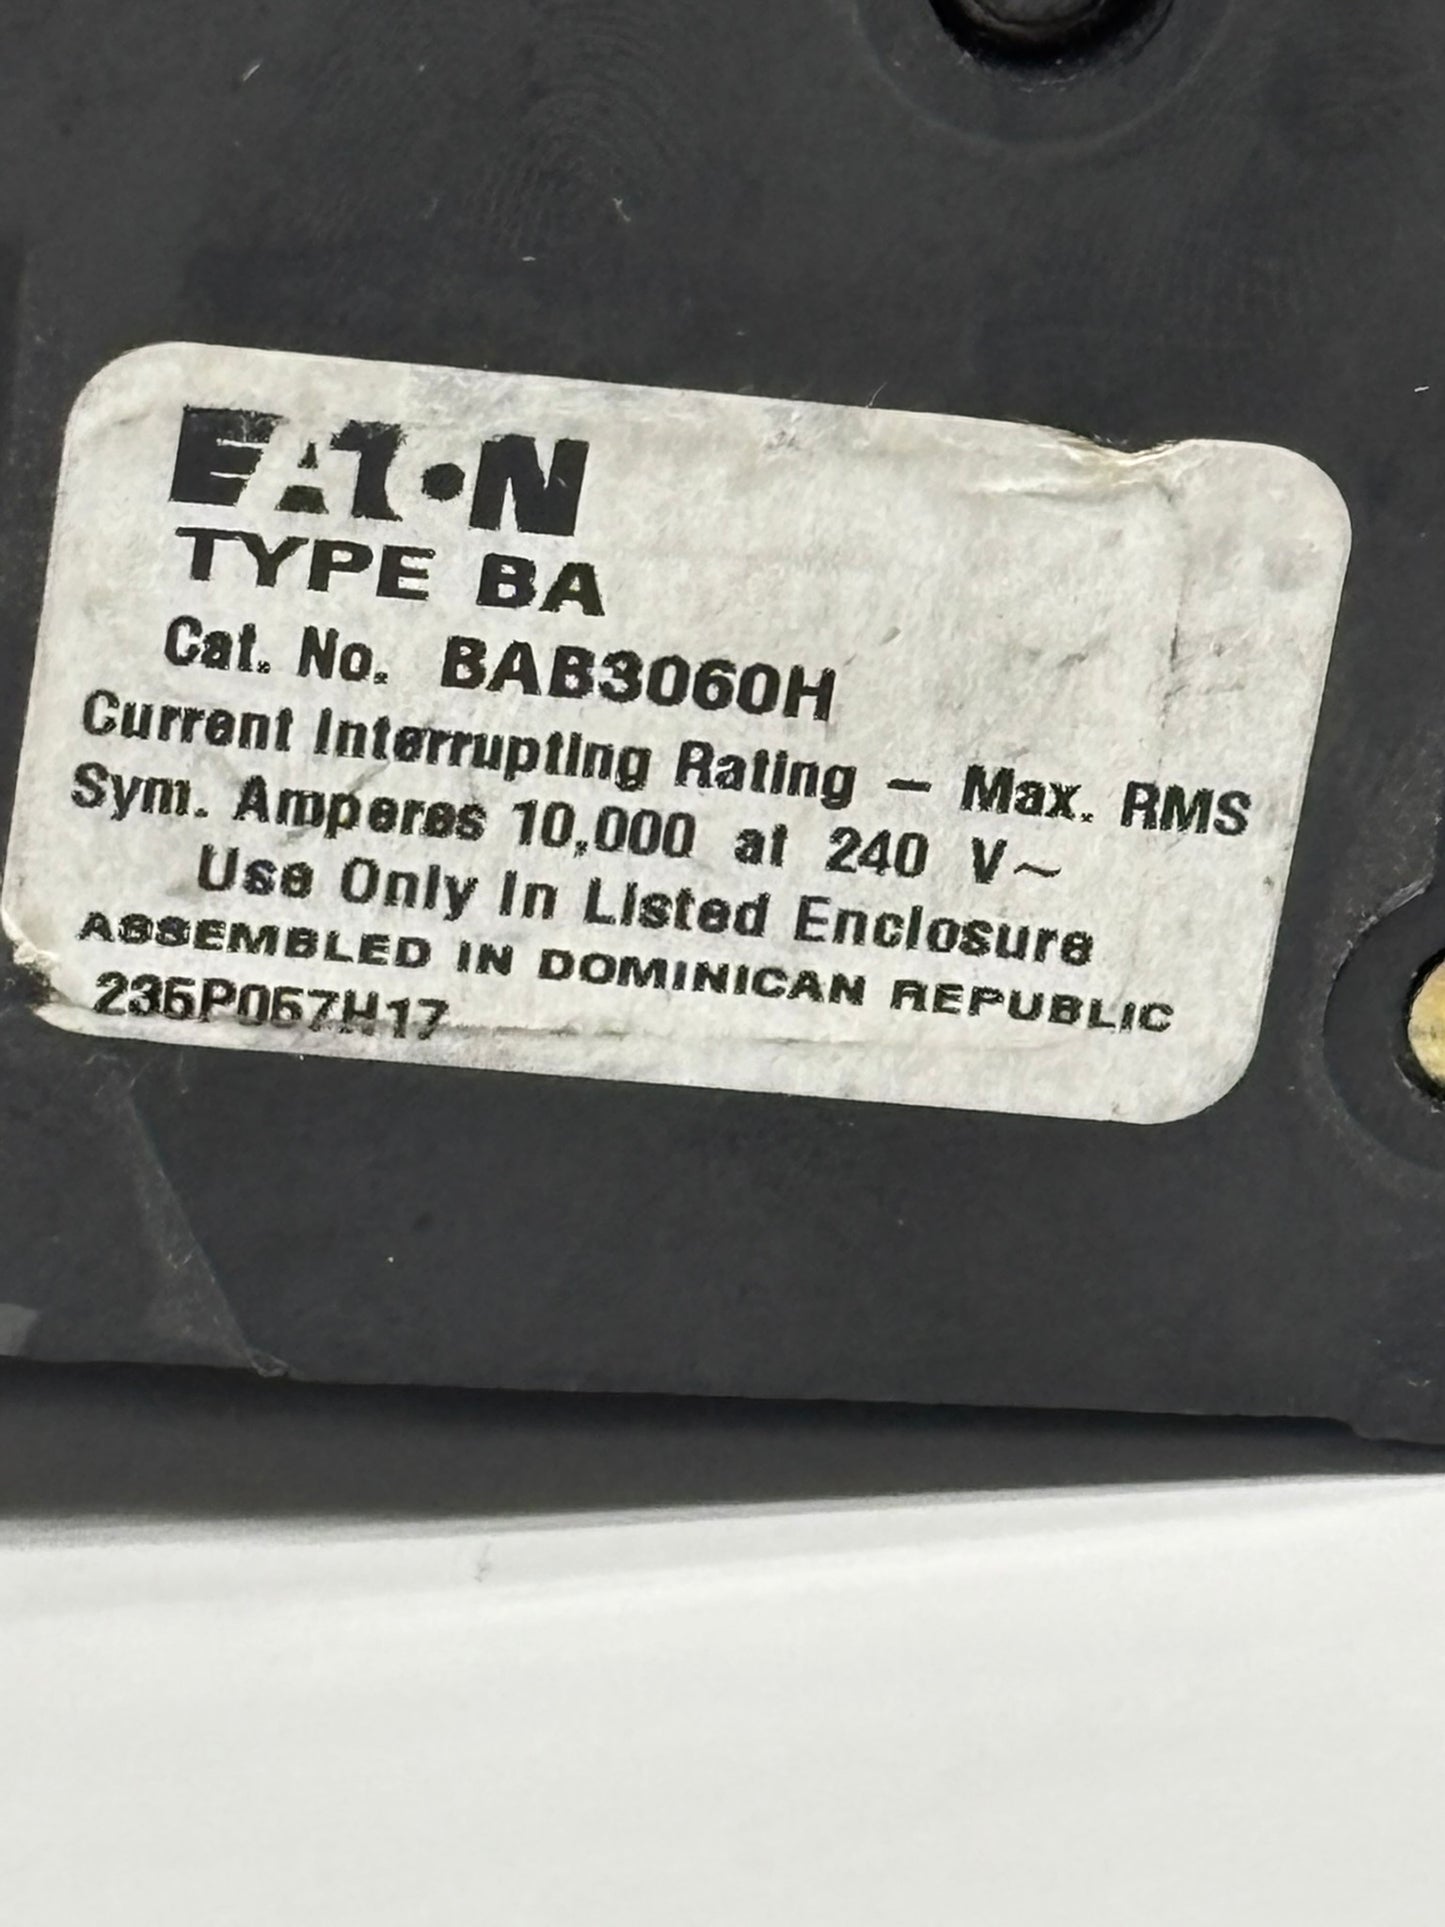 EATON
TYPE BA
Cat. No. BAB3060H
Current Interrupting Rating – Max. RMS
Sym. Amperes 10,000 at 240 V~
Use Only In Listed Enclosure
ASSEMBLED IN DOMINICAN REPUBLIC
236P067H17